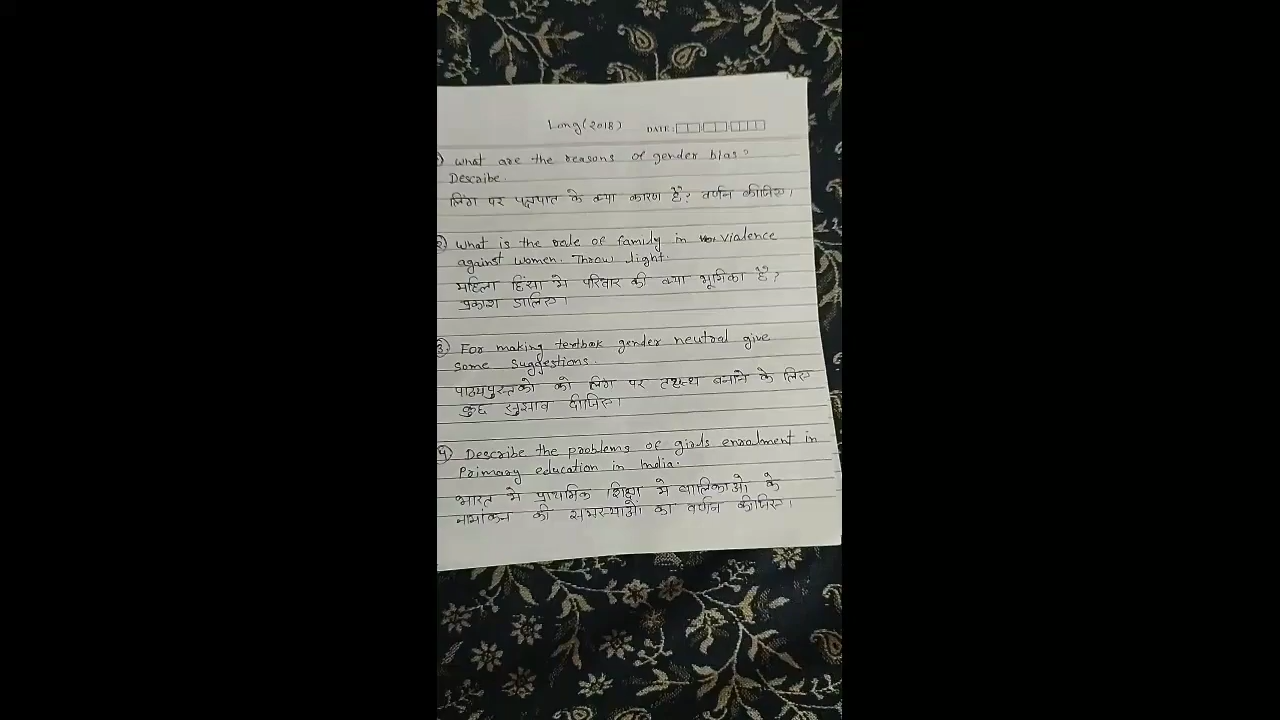 Long (2018) DATE:
1) What are the reasons of gender bias?
Describe.
लिंग पर पक्षपात के क्या कारण हैं? वर्णन कीजिए।
2) What is the role of family in violence
against women. Throw light.
महिला हिंसा मे परिवार की क्या भूमिका है?
प्रकाश डालिए।
3. For making textbook gender neutral give
some suggestions.
पाठ्यपुस्तको को लिंग पर तटस्थ बनाने के लिए
कुछ सुझाव दीजिए।
4) Describe the problems of girls enrolment in
Primary education in India.
भारत मे प्राथमिक शिक्षा मे बालिकाओ के
नामांकन की समस्याओं का वर्णन कीजिए।